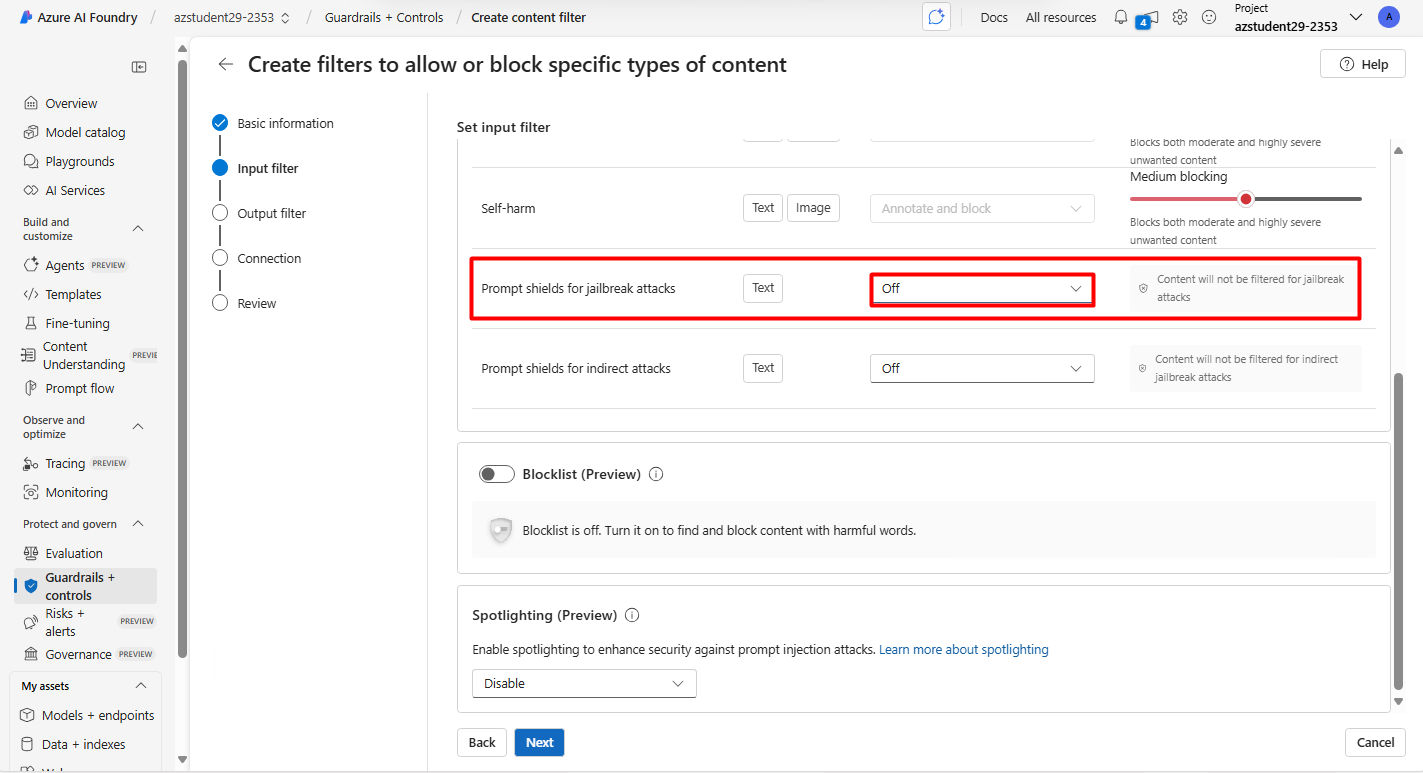 Azure AI Foundry / azstudent29-2353 / Guardrails + Controls / Create content filter
Docs All resources 4 Project
azstudent29-2353 A
Create filters to allow or block specific types of content
Help
Overview
Model catalog
Playgrounds
AI Services
Build and
customize
Agents PREVIEW
Templates
Fine-tuning
Content
Understanding PREVIE
Prompt flow
Observe and
optimize
Tracing PREVIEW
Monitoring
Protect and govern
Evaluation
Guardrails +
controls
Risks +
alerts PREVIEW
Governance PREVIEW
My assets
Models + endpoints
Data + indexes
Basic information
Input filter
Output filter
Connection
Review
Set input filter
Blocks both moderate and highly severe
unwanted content
Medium blocking
Self-harm Text Image Annotate and block
Blocks both moderate and highly severe
unwanted content
Prompt shields for jailbreak attacks Text Off
Content will not be filtered for jailbreak
attacks
Prompt shields for indirect attacks Text Off
Content will not be filtered for indirect
jailbreak attacks
Blocklist (Preview)
Blocklist is off. Turn it on to find and block content with harmful words.
Spotlighting (Preview)
Enable spotlighting to enhance security against prompt injection attacks. Learn more about spotlighting
Disable
Back Next Cancel